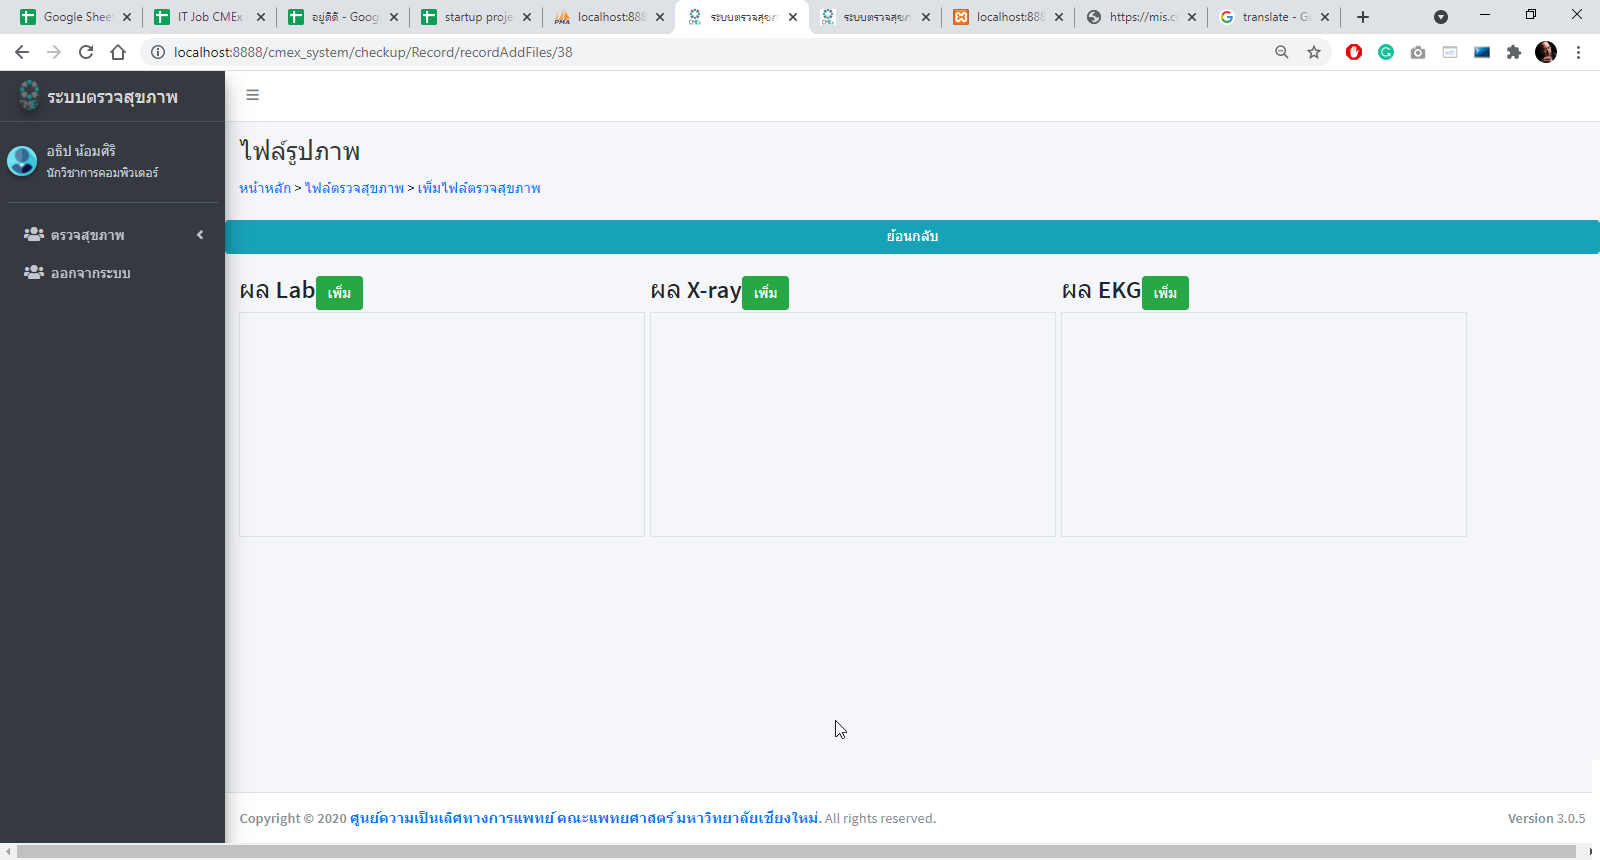 Google Shee
IT Job CMEx
อยู่ดีดี - Goog
startup proje
localhost:888
ระบบตรวจสุขภ
ระบบตรวจสุขภ
localhost:888
https://mis.c
translate - Go
localhost:8888/cmex_system/checkup/Record/recordAddFiles/38
ระบบตรวจสุขภาพ
อธิป น้อมศิริ
นักวิชาการคอมพิวเตอร์
ตรวจสุขภาพ
ออกจากระบบ
ไฟล์รูปภาพ
หน้าหลัก > ไฟล์ตรวจสุขภาพ > เพิ่มไฟล์ตรวจสุขภาพ
ย้อนกลับ
ผล Lab เพิ่ม
ผล X-ray เพิ่ม
ผล EKG เพิ่ม
Copyright © 2020 ศูนย์ความเป็นเลิศทางการแพทย์ คณะแพทยศาสตร์ มหาวิทยาลัยเชียงใหม่. All rights reserved.
Version 3.0.5